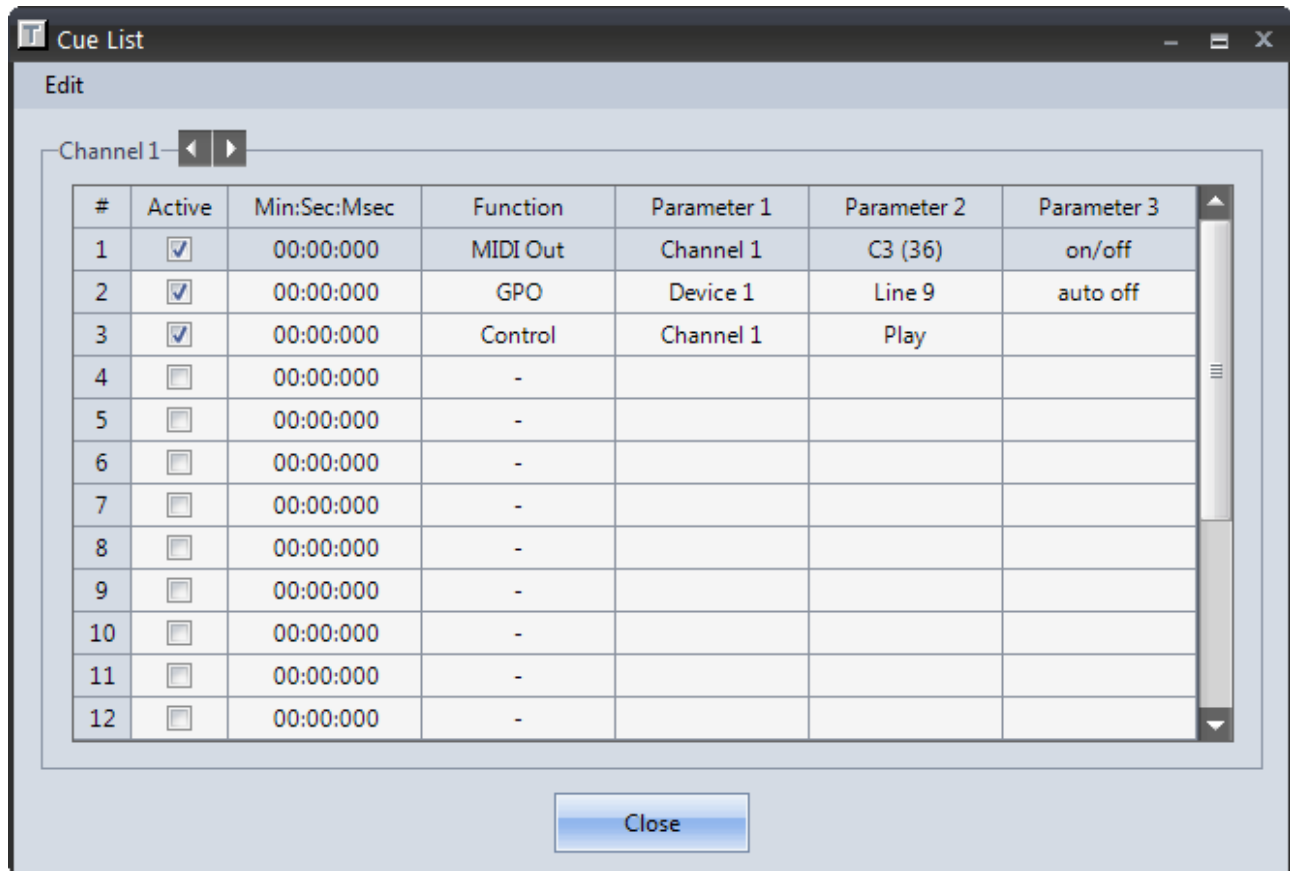 T Cue List
Edit
Channel 1
# Active Min:Sec:Msec Function Parameter 1 Parameter 2 Parameter 3
1 00:00:000 MIDI Out Channel 1 C3 (36) on/off
2 00:00:000 GPO Device 1 Line 9 auto off
3 00:00:000 Control Channel 1 Play
4 00:00:000 -
5 00:00:000 -
6 00:00:000 -
7 00:00:000 -
8 00:00:000 -
9 00:00:000 -
10 00:00:000 -
11 00:00:000 -
12 00:00:000 -
Close